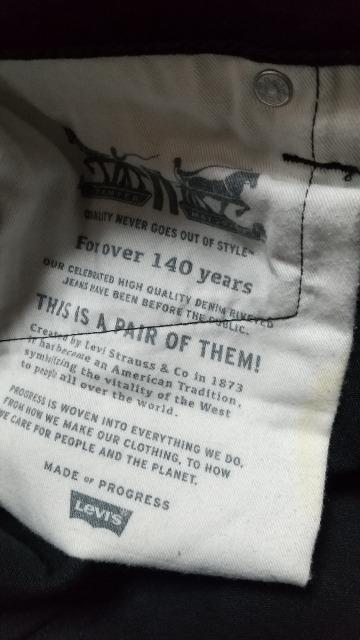 QUALITY NEVER GOES OUT OF STYLE™
For over 140 years
OUR CELEBRATED HIGH QUALITY DENIM RIVETED
JEANS HAVE BEEN BEFORE THE PUBLIC.
THIS IS A PAIR OF THEM!
Created by Levi Strauss & Co in 1873
it has become an American Tradition,
symbolizing the vitality of the West
to people all over the world.
PROGRESS IS WOVEN INTO EVERYTHING WE DO,
FROM HOW WE MAKE OUR CLOTHING, TO HOW
WE CARE FOR PEOPLE AND THE PLANET.
MADE OF PROGRESS
Levi's